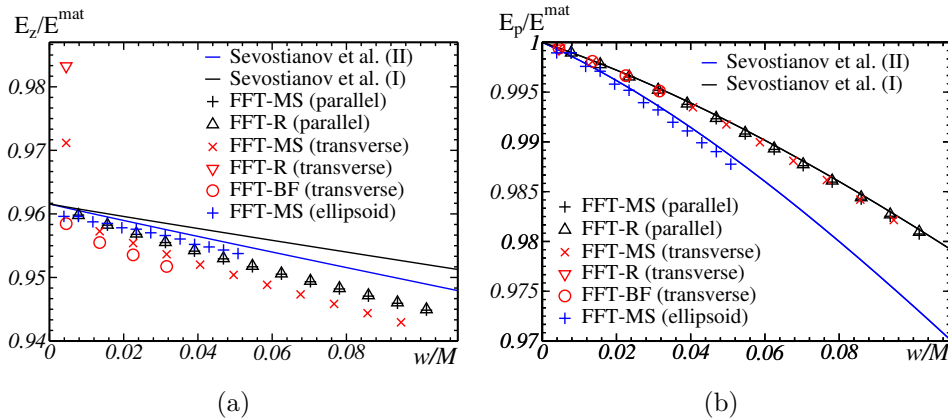 E_z/E^mat
0.98
0.97
0.96
0.95
0.94
0
0.02
0.04
0.06
0.08
w/M
Sevostianov et al. (II)
Sevostianov et al. (I)
FFT-MS (parallel)
FFT-R (parallel)
FFT-MS (transverse)
FFT-R (transverse)
FFT-BF (transverse)
FFT-MS (ellipsoid)
(a)
E_p/E^mat
1
0.995
0.99
0.985
0.98
0.975
0.97
0
0.02
0.04
0.06
0.08
w/M
Sevostianov et al. (II)
Sevostianov et al. (I)
FFT-MS (parallel)
FFT-R (parallel)
FFT-MS (transverse)
FFT-R (transverse)
FFT-BF (transverse)
FFT-MS (ellipsoid)
(b)